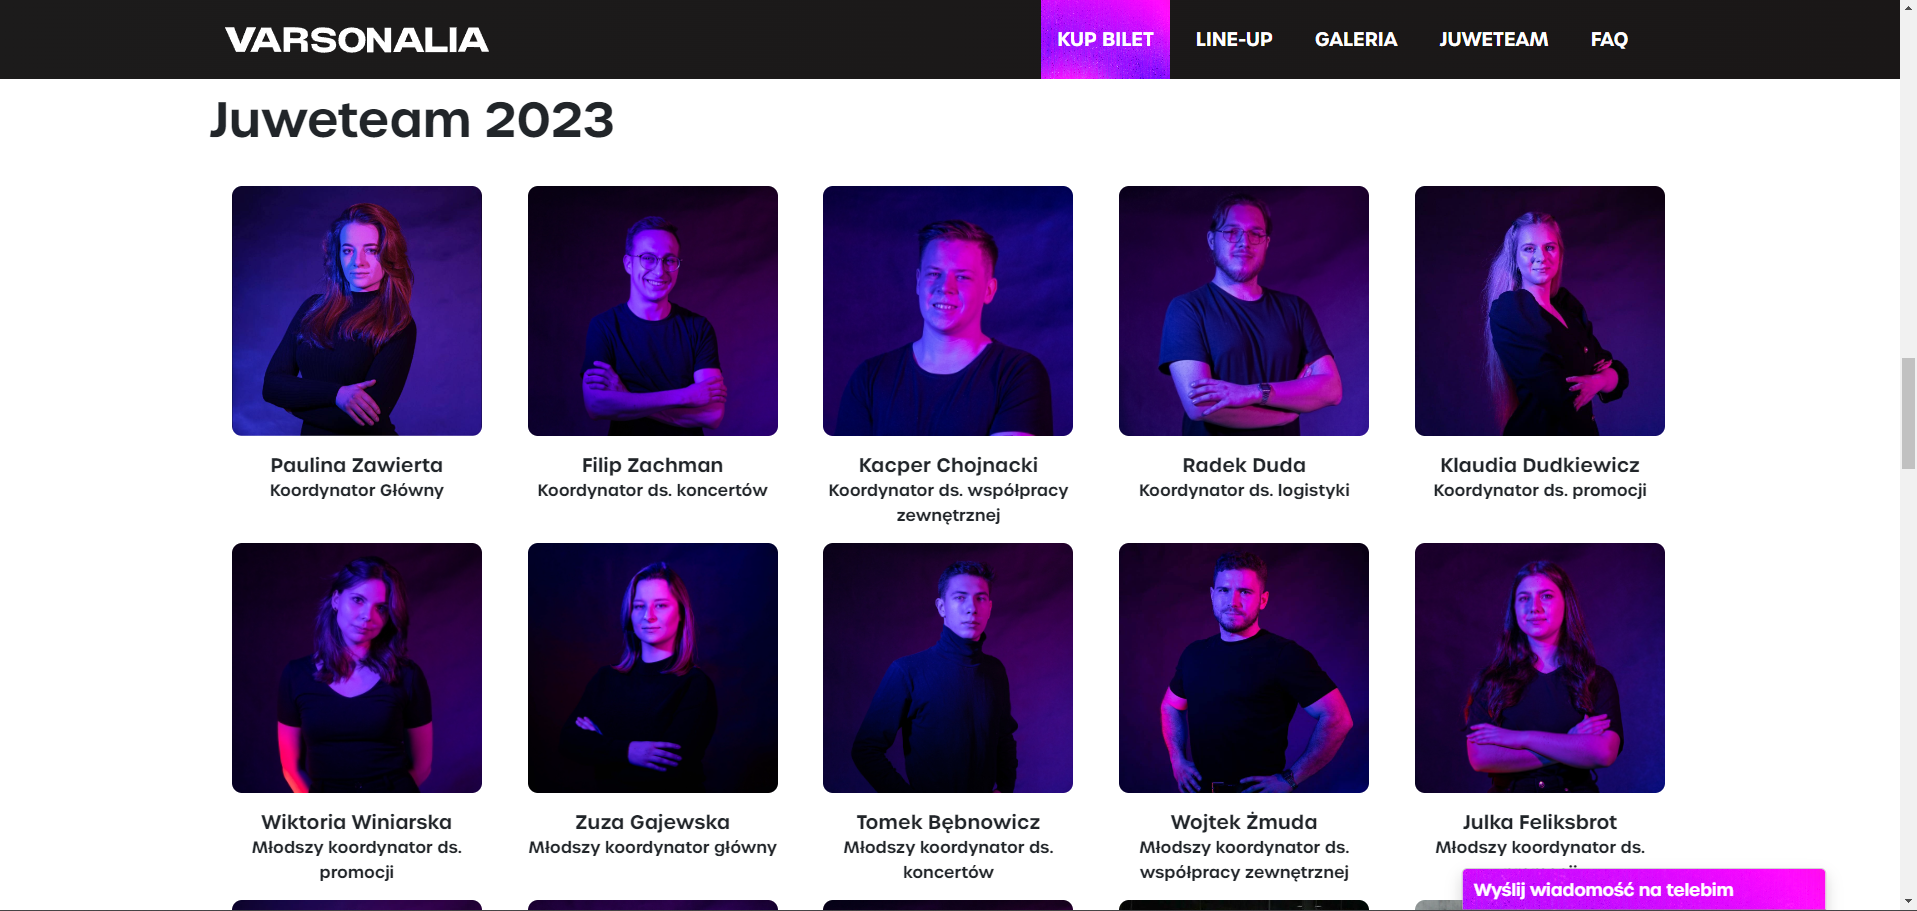 VARSONALIA
KUP BILET
LINE-UP
GALERIA
JUWETEAM
FAQ
Juweteam 2023
Paulina Zawierta
Koordynator Główny
Filip Zachman
Koordynator ds. koncertów
Kacper Chojnacki
Koordynator ds. współpracy
zewnętrznej
Radek Duda
Koordynator ds. logistyki
Klaudia Dudkiewicz
Koordynator ds. promocji
Wiktoria Winiarska
Młodszy koordynator ds.
promocji
Zuza Gajewska
Młodszy koordynator główny
Tomek Bębnowicz
Młodszy koordynator ds.
koncertów
Wojtek Żmuda
Młodszy koordynator ds.
współpracy zewnętrznej
Julka Feliksbrot
Młodszy koordynator ds.
Wyślij wiadomość na telebim